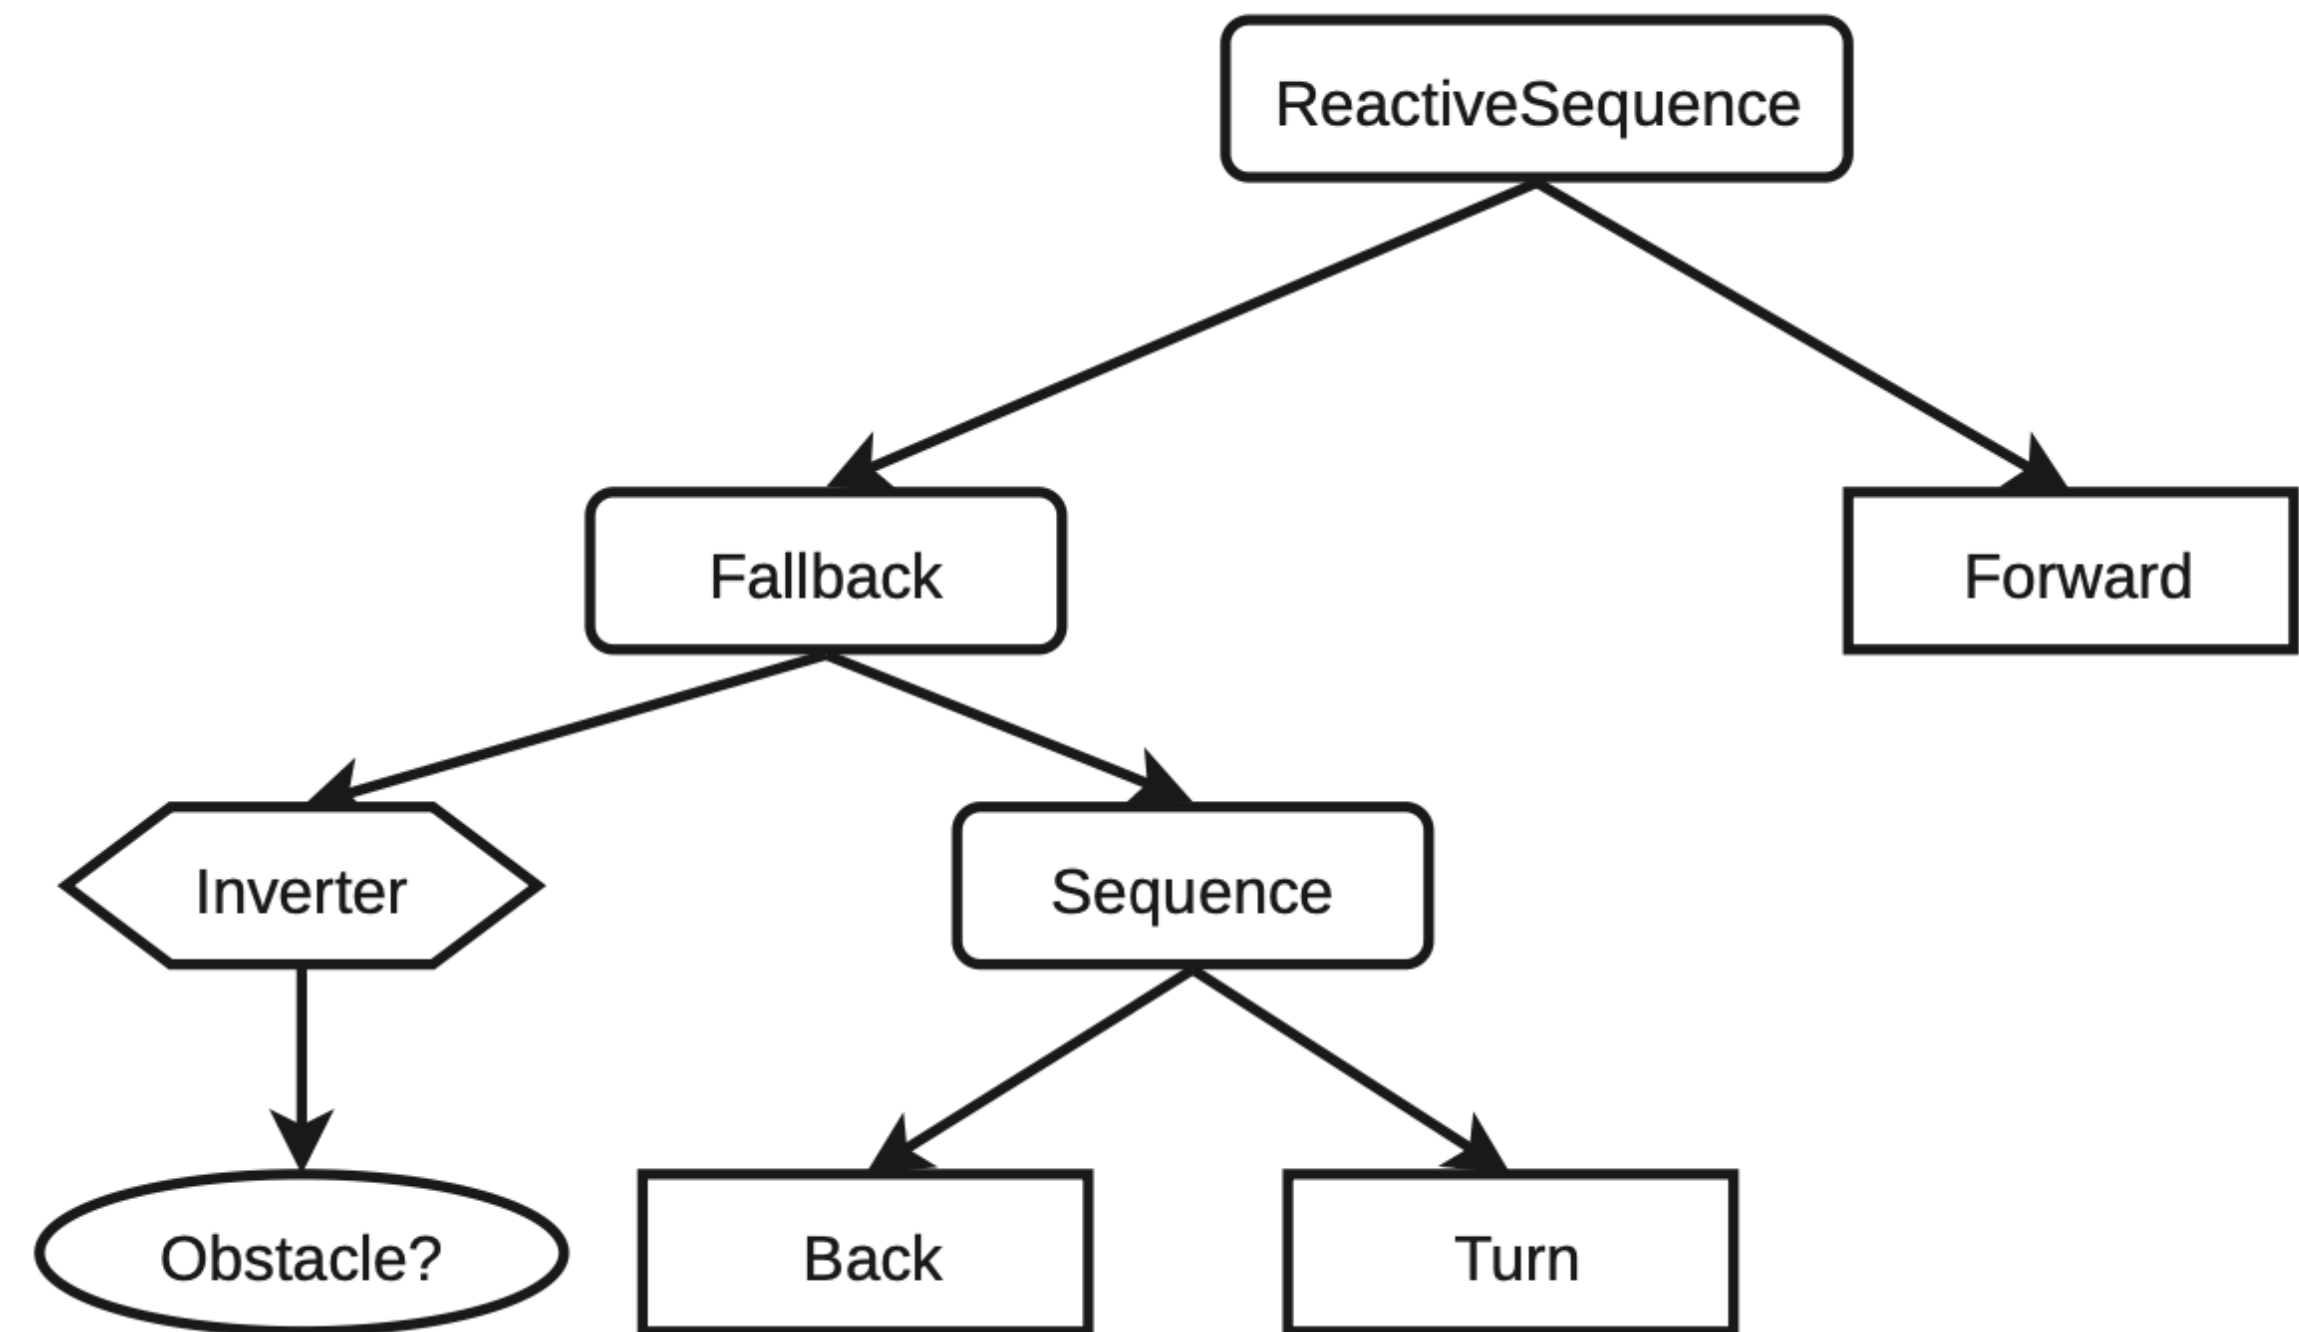 ReactiveSequence
Fallback
Forward
Inverter
Sequence
Obstacle?
Back
Turn